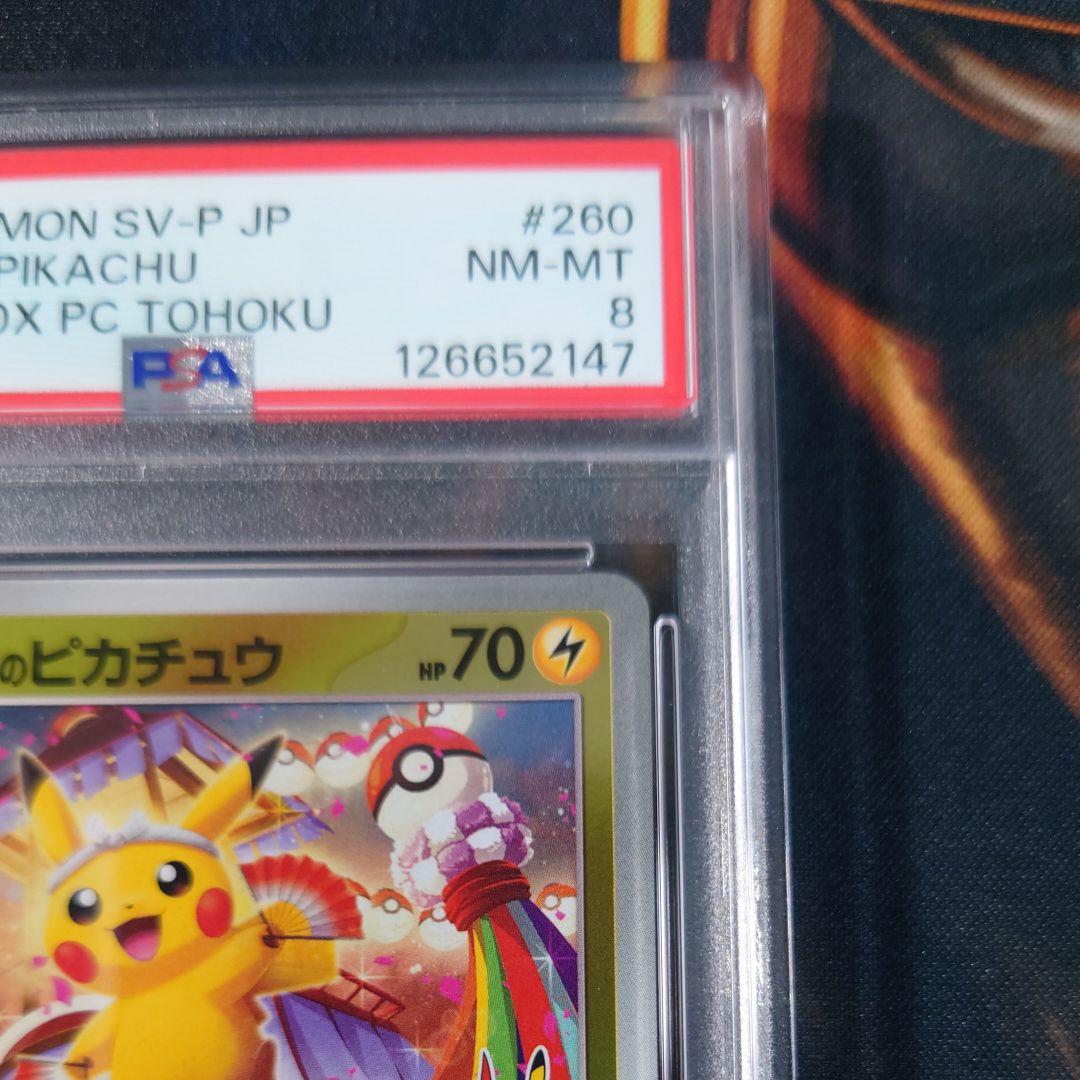 MON SV-P JP #260
PIKACHU NM-MT
OX PC TOHOKU 8
PSA 126652147
のピカチュウ HP70